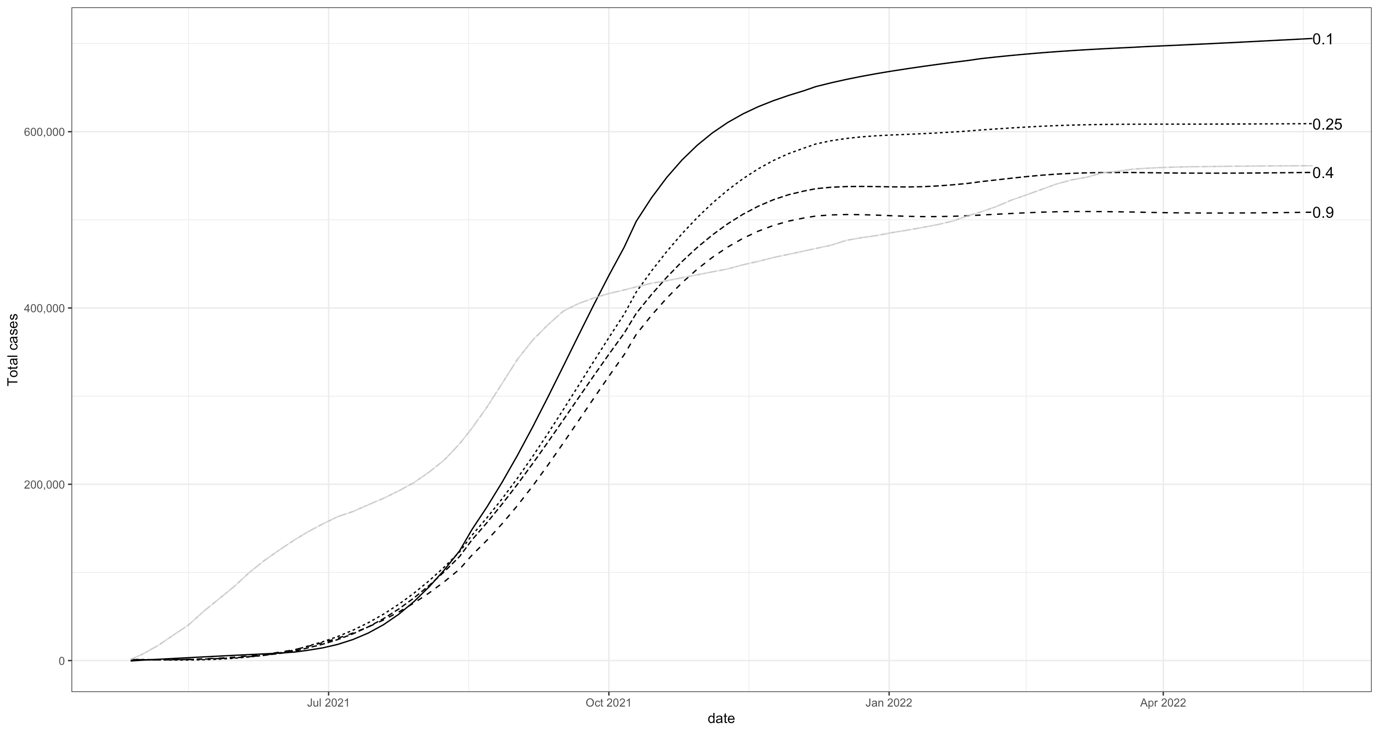 0.1
0.25
0.4
0.9
600,000
400,000
200,000
0
Total cases
Jul 2021
Oct 2021
Jan 2022
Apr 2022
date